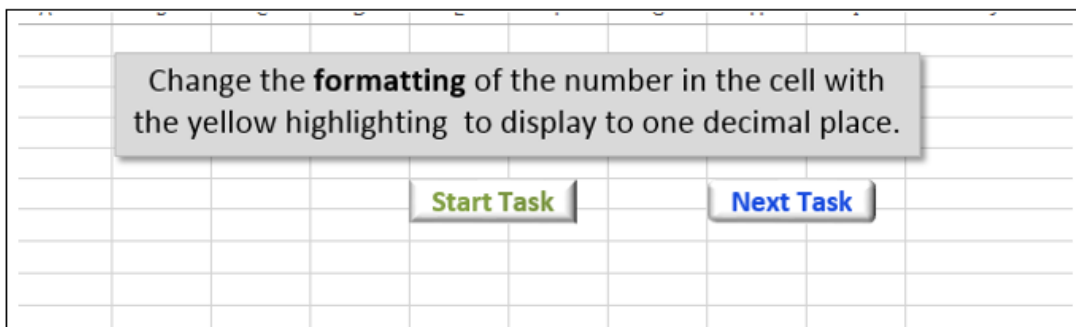 Change the formatting of the number in the cell with
the yellow highlighting  to display to one decimal place.
Start Task
Next Task